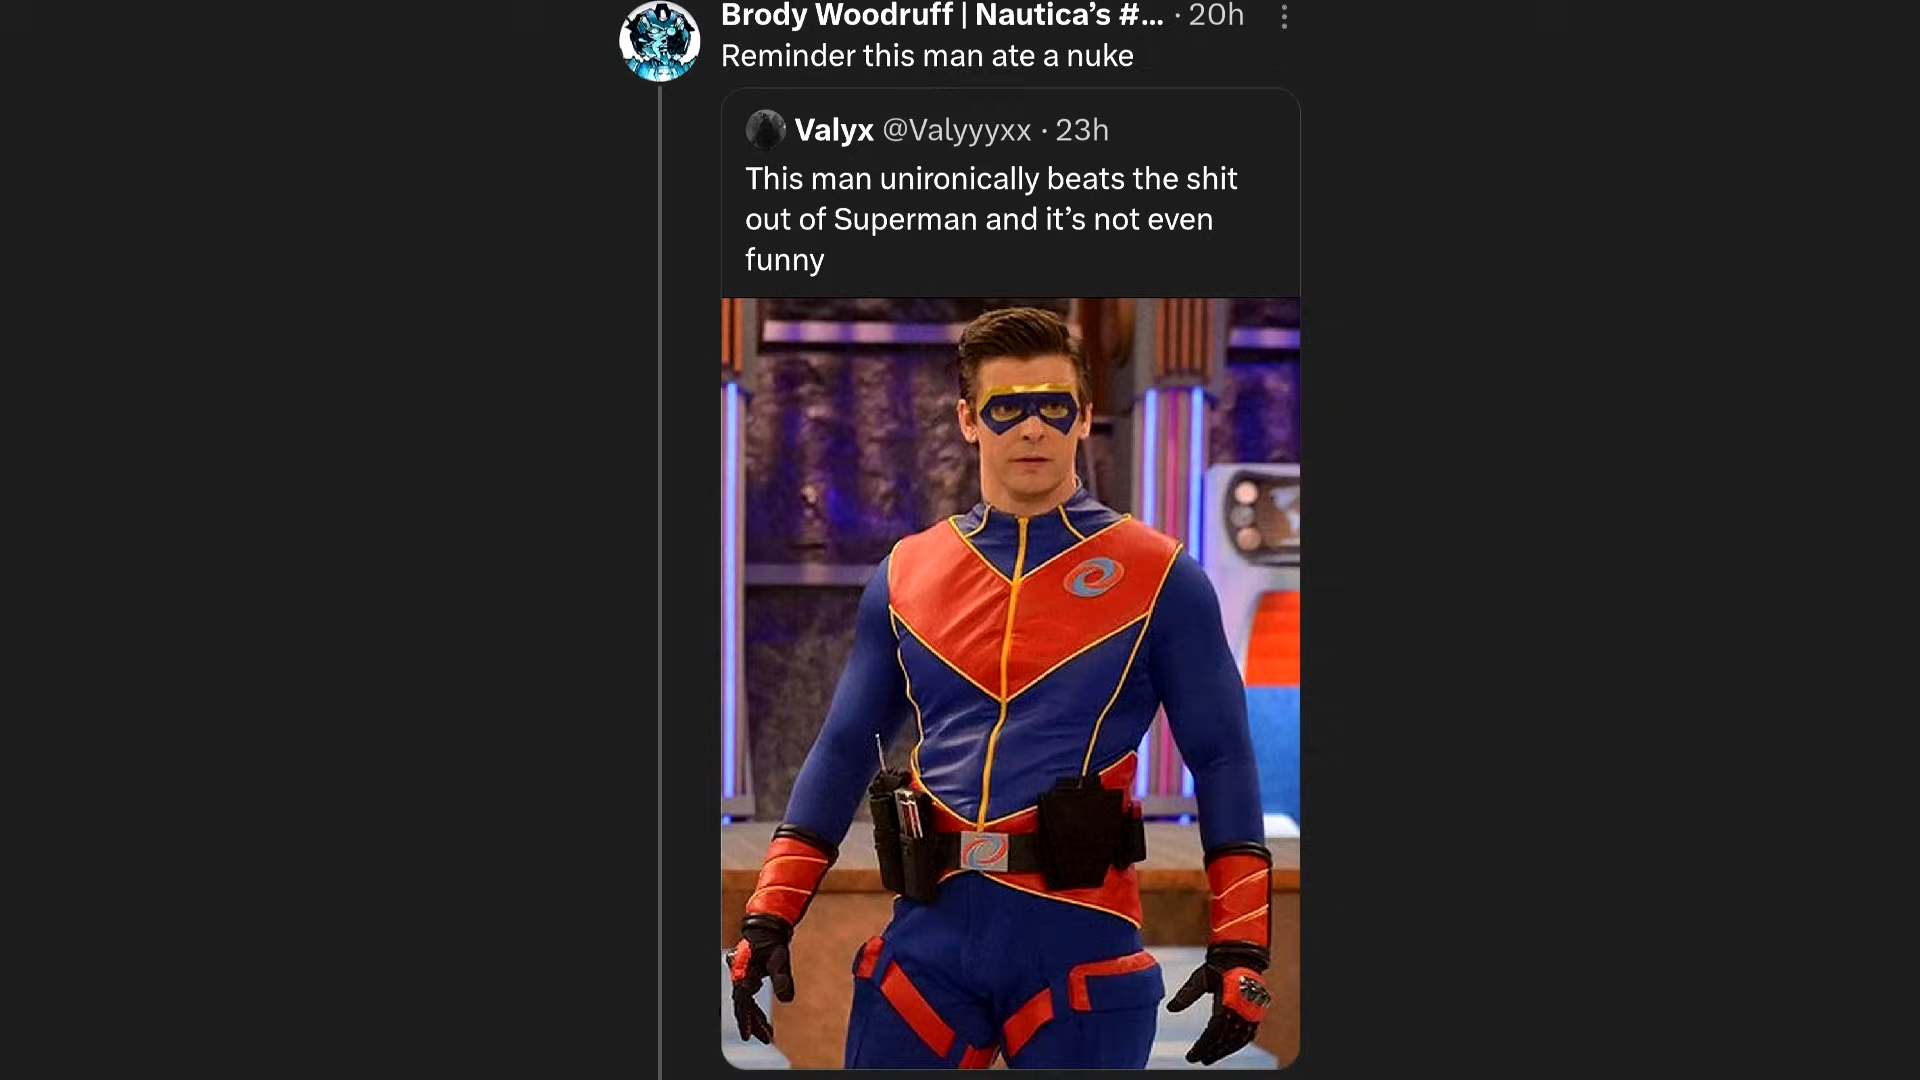 Brody Woodruff | Nautica’s #... · 20h
Reminder this man ate a nuke
Valyx @Valyyyxx · 23h
This man unironically beats the shit
out of Superman and it’s not even
funny